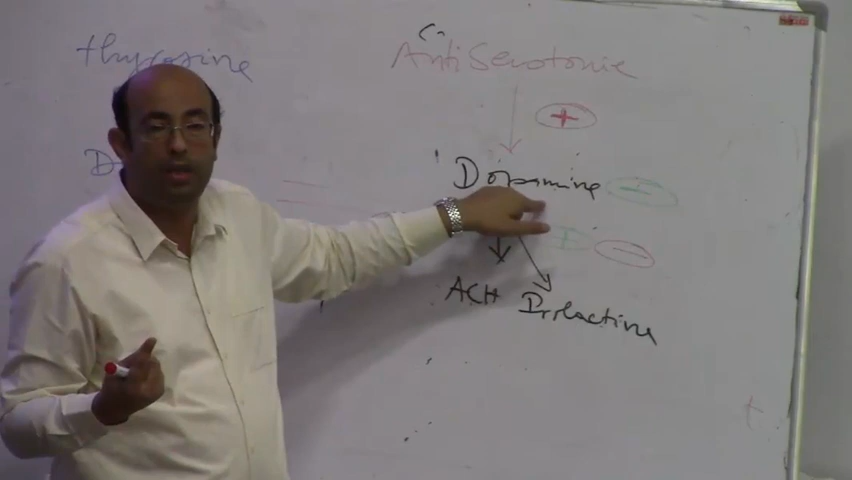 thyrosine
Anti Serotonie
+
D
Dopamine -
+ -
ACH Prolactine
+